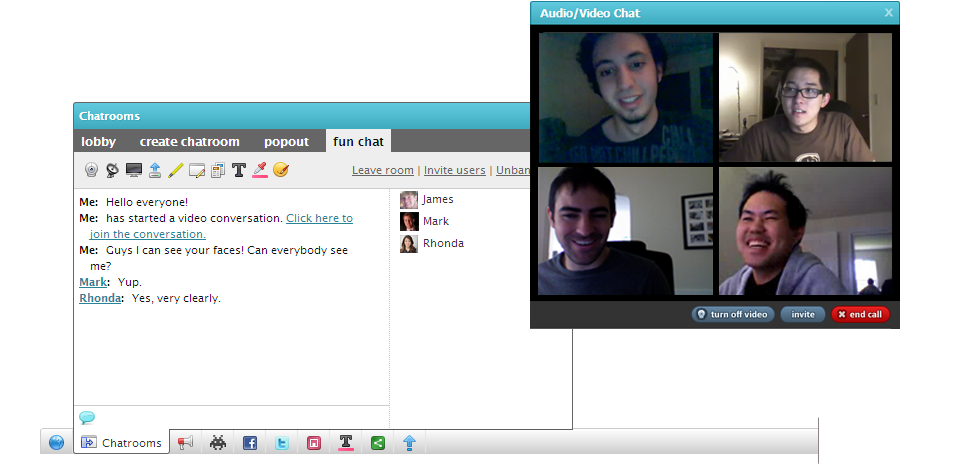 Audio/Video Chat
X
Chatrooms
lobby create chatroom popout fun chat
T
Leave room | Invite users | Unban
Me: Hello everyone!
Me: has started a video conversation. Click here to
join the conversation.
Me: Guys I can see your faces! Can everybody see
me?
Mark: Yup.
Rhonda: Yes, very clearly.
James
Mark
Rhonda
turn off video invite end call
Chatrooms